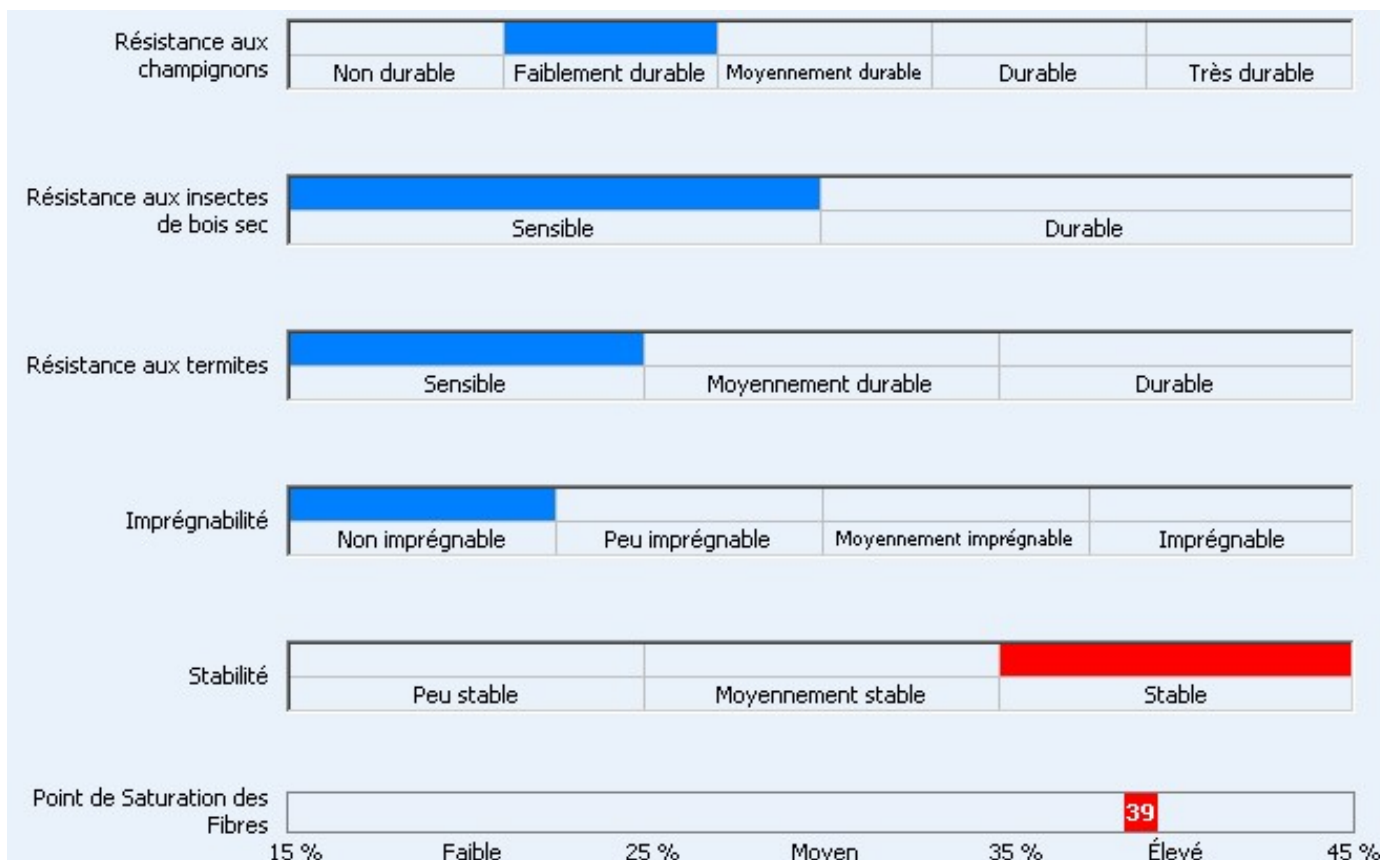 Résistance aux
champignons
Non durable Faiblement durable Moyennement durable Durable Très durable
Résistance aux insectes
de bois sec
Sensible Durable
Résistance aux termites
Sensible Moyennement durable Durable
Imprégnabilité
Non imprégnable Peu imprégnable Moyennement imprégnable Imprégnable
Stabilité
Peu stable Moyennement stable Stable
Point de Saturation des
Fibres
39
15 % Faible 25 % Moyen 35 % Élevé 45 %